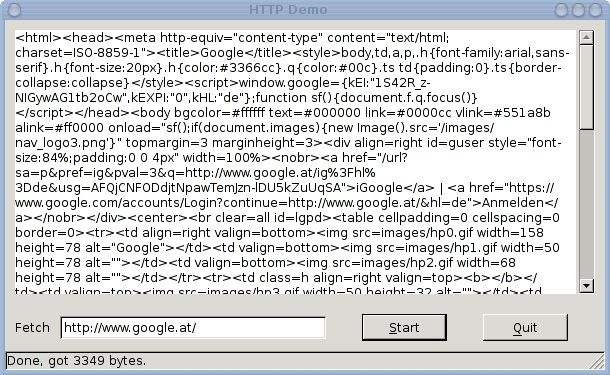 HTTP Demo
<html><head><meta http-equiv="content-type" content="text/html;
charset=ISO-8859-1"><title>Google</title><style>body,td,a,p,.h{font-family:arial,sans-
serif}.h{font-size:20px}.h{color:#3366cc}.q{color:#00c}.ts td{padding:0}.ts{border-
collapse:collapse}</style><script>window.google={kEI:"1S42R_z-
NIGywAG1tb2oCw",kEXPI:"0",kHL:"de"};function sf(){document.f.q.focus()}
</script></head><body bgcolor=#ffffff text=#000000 link=#0000cc vlink=#551a8b
alink=#ff0000 onload="sf();if(document.images){new Image().src='/images/
nav_logo3.png'}" topmargin=3 marginheight=3><div align=right id=guser style="font-
size:84%;padding:0 0 4px" width=100%><nobr><a href="/url?
sa=p&pref=ig&pval=3&q=http://www.google.at/ig%3Fhl%
3Dde&usg=AFQjCNFODdjtNpawTemJzn-lDU5kZuUqSA">iGoogle</a> | <a href="https://
www.google.com/accounts/Login?continue=http://www.google.at/&hl=de">Anmelden</
a></nobr></div><center><br clear=all id=lgpd><table cellpadding=0 cellspacing=0
border=0><tr><td align=right valign=bottom><img src=images/hp0.gif width=158
height=78 alt="Google"></td><td valign=bottom><img src=images/hp1.gif width=50
height=78 alt=""></td><td valign=bottom><img src=images/hp2.gif width=68
height=78 alt=""></td></tr><tr><td class=h align=right valign=top><b></b></
td><td valign=top><img src=images/hp3.gif width=50 height=32 alt=""></td><td
Fetch http://www.google.at/ Start Quit
Done, got 3349 bytes.